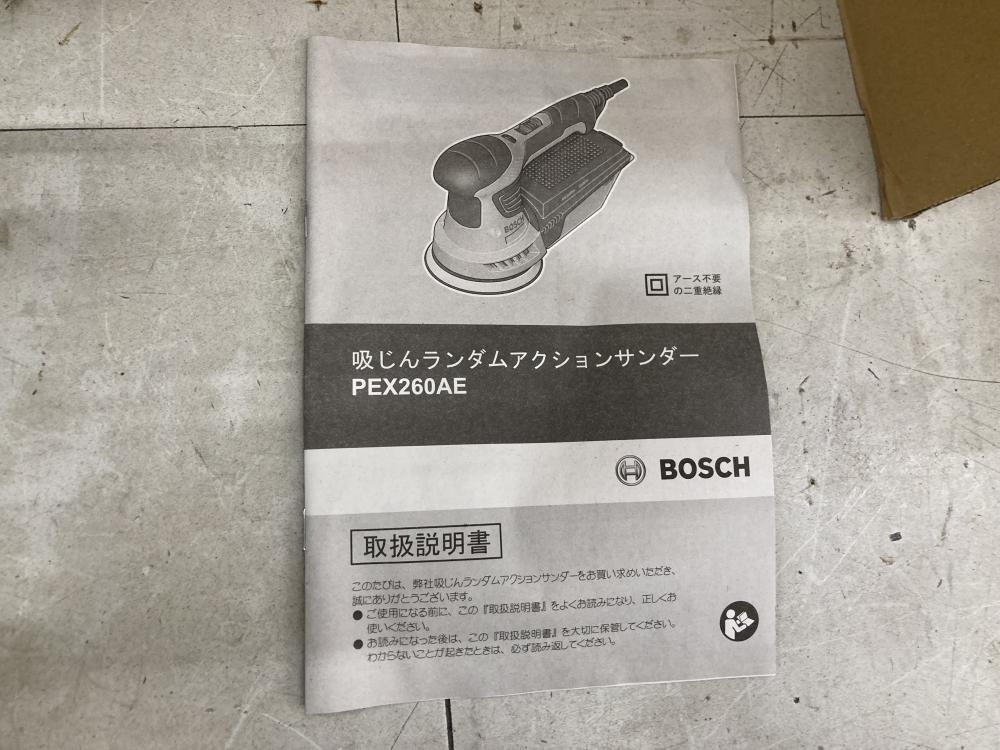 BOSCH
アース不要
の二重絶縁
吸じんランダムアクションサンダー
PEX260AE
BOSCH
取扱説明書
このたびは、弊社吸じんランダムアクションサンダーをお買い求めいただき、
誠にありがとうございます。
● ご使用になる前に、この『取扱説明書』をよくお読みになり、正しくお
使いください。
● お読みになった後は、この『取扱説明書』を大切に保管してください。
わからないことが起きたときは、必ず読み返してください。